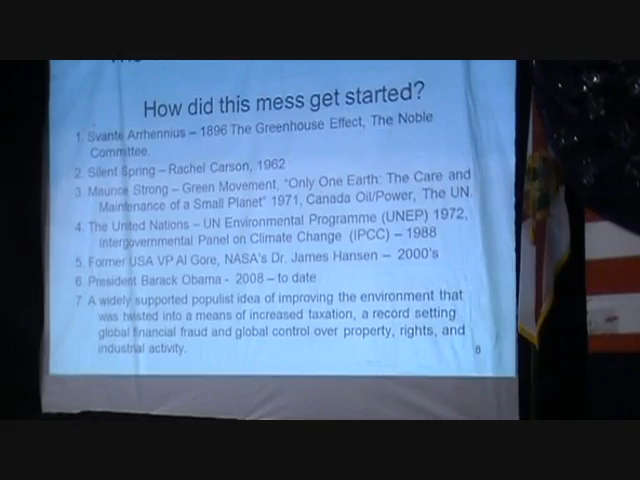 How did this mess get started?
1. Svante Arrhennius – 1896 The Greenhouse Effect, The Noble
Committee.
2. Silent Spring – Rachel Carson, 1962
3. Maurice Strong – Green Movement, "Only One Earth: The Care and
Maintenance of a Small Planet" 1971, Canada Oil/Power, The UN.
4. The United Nations – UN Environmental Programme (UNEP) 1972,
Intergovernmental Panel on Climate Change (IPCC) – 1988
5. Former USA VP Al Gore, NASA's Dr. James Hansen – 2000's
6. President Barack Obama - 2008 – to date
7. A widely supported populist idea of improving the environment that
was twisted into a means of increased taxation, a record setting
global financial fraud and global control over property, rights, and
industrial activity.
8